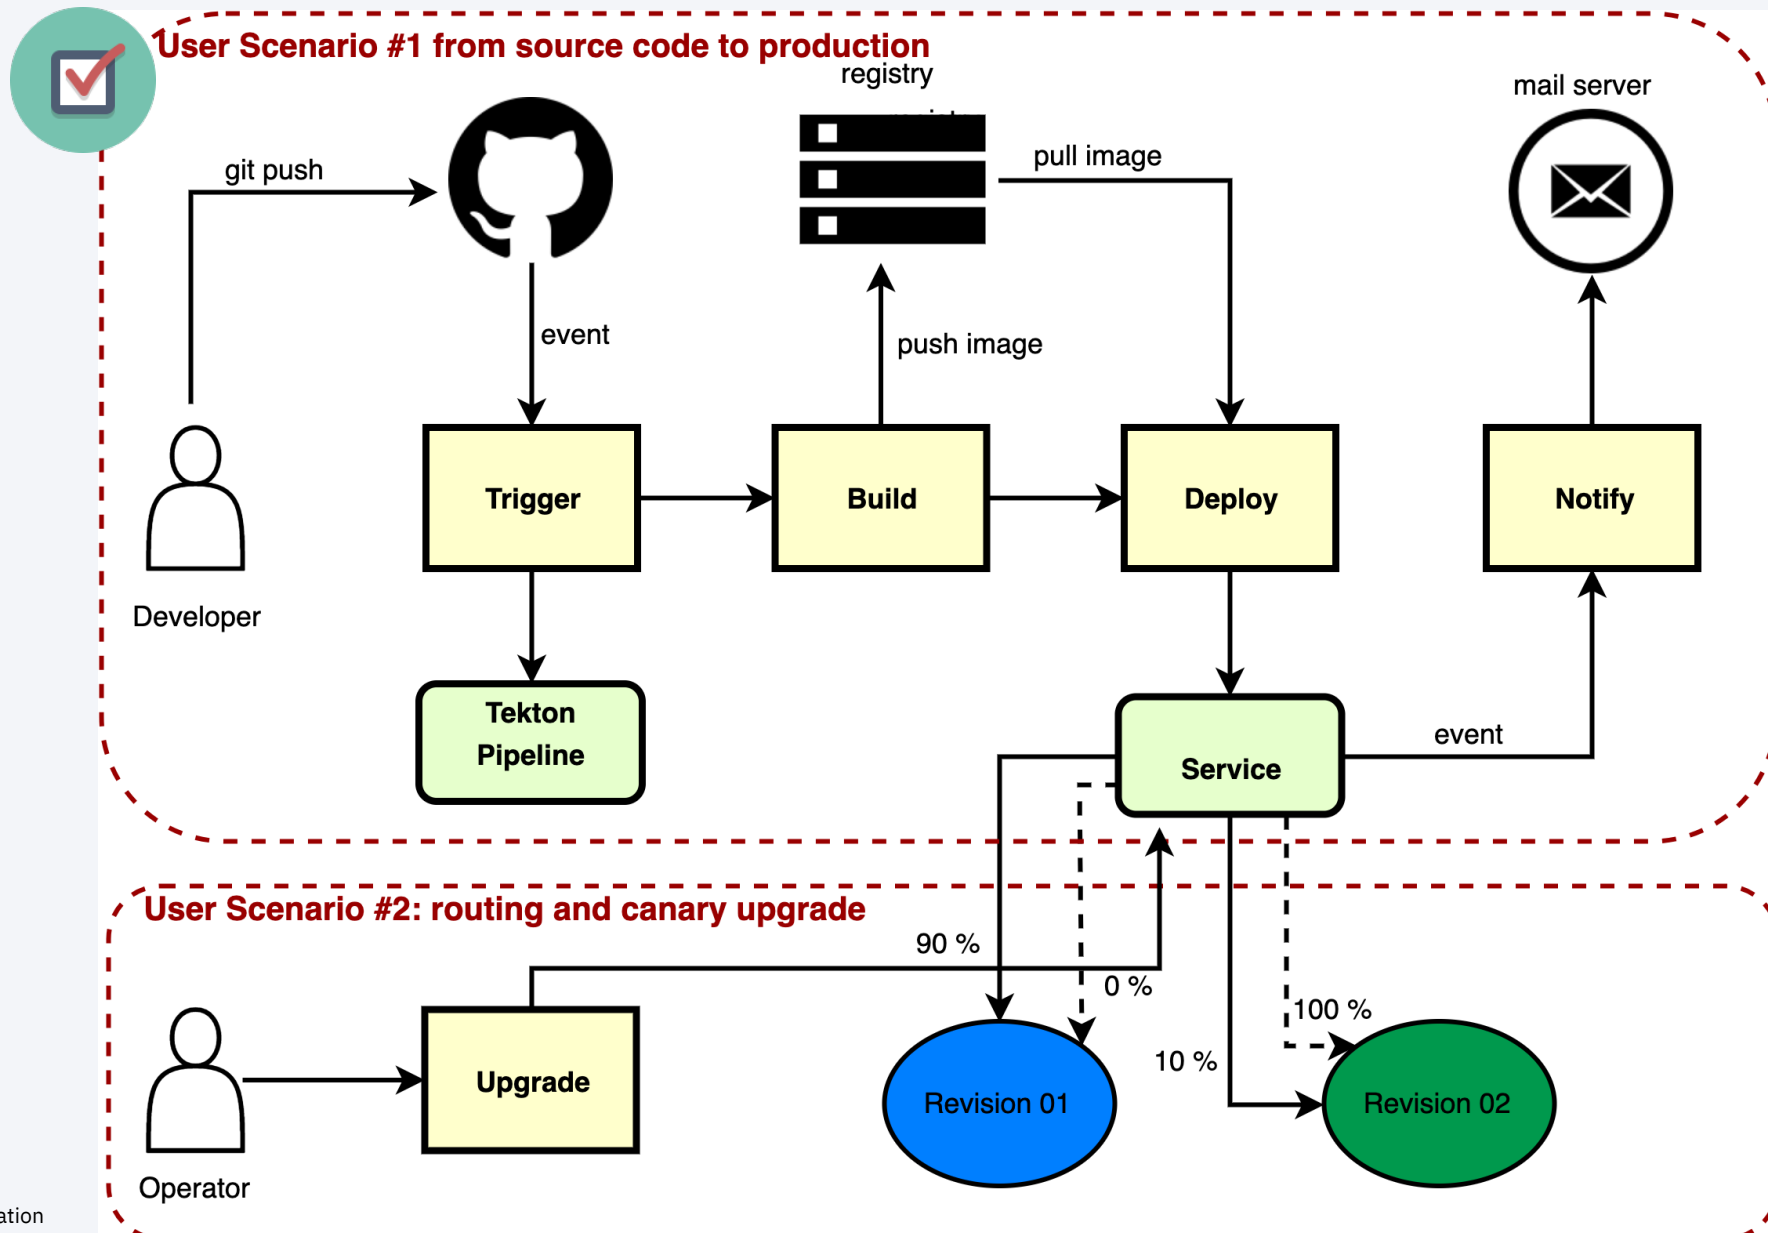 User Scenario #1 from source code to production
registry
mail server
git push
pull image
event
push image
Trigger
Build
Deploy
Notify
Developer
Tekton
Pipeline
Service
event
User Scenario #2: routing and canary upgrade
90 %
0 %
100 %
10 %
Upgrade
Revision 01
Revision 02
Operator
ation